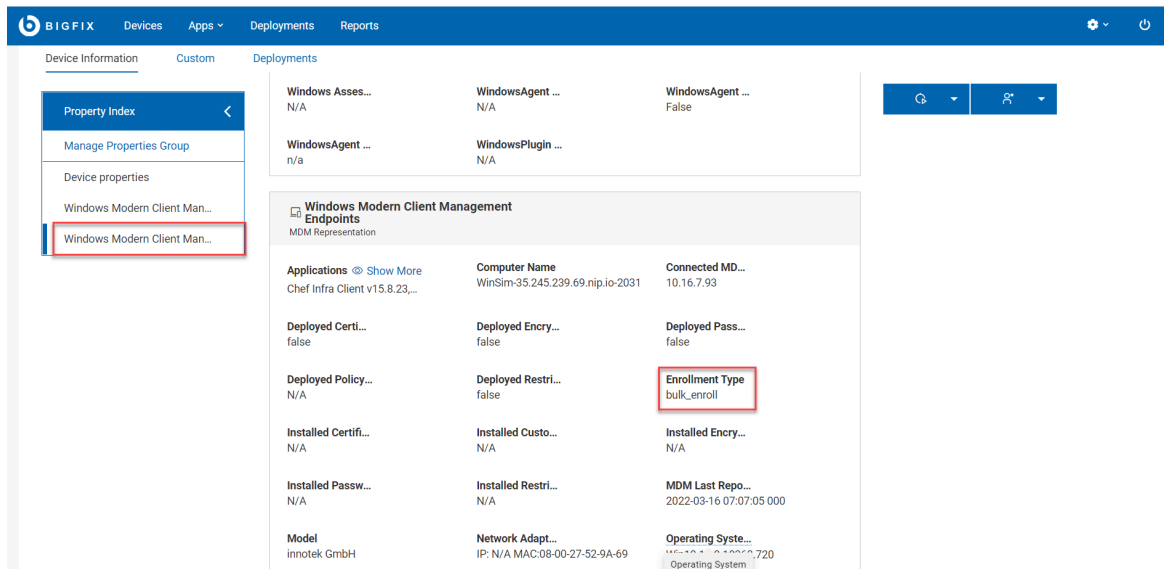 BIGFIX Devices Apps Deployments Reports
Device Information Custom Deployments
Property Index
Manage Properties Group
Device properties
Windows Modern Client Man...
Windows Modern Client Man...
Windows Asses... WindowsAgent ... WindowsAgent ...
N/A N/A False
WindowsAgent ... WindowsPlugin ...
n/a N/A
Windows Modern Client Management
Endpoints
MDM Representation
Applications Show More Computer Name Connected MD...
Chef Infra Client v15.8.23,... WinSim-35.245.239.69.nip.io-2031 10.16.7.93
Deployed Certi... Deployed Encry... Deployed Pass...
false false false
Deployed Policy... Deployed Restri... Enrollment Type
N/A false bulk_enroll
Installed Certifi... Installed Custo... Installed Encry...
N/A N/A N/A
Installed Passw... Installed Restri... MDM Last Repo...
N/A N/A 2022-03-16 07:07:05 000
Model Network Adapt... Operating Syste...
innotek GmbH IP: N/A MAC:08-00-27-52-9A-69
Operating System